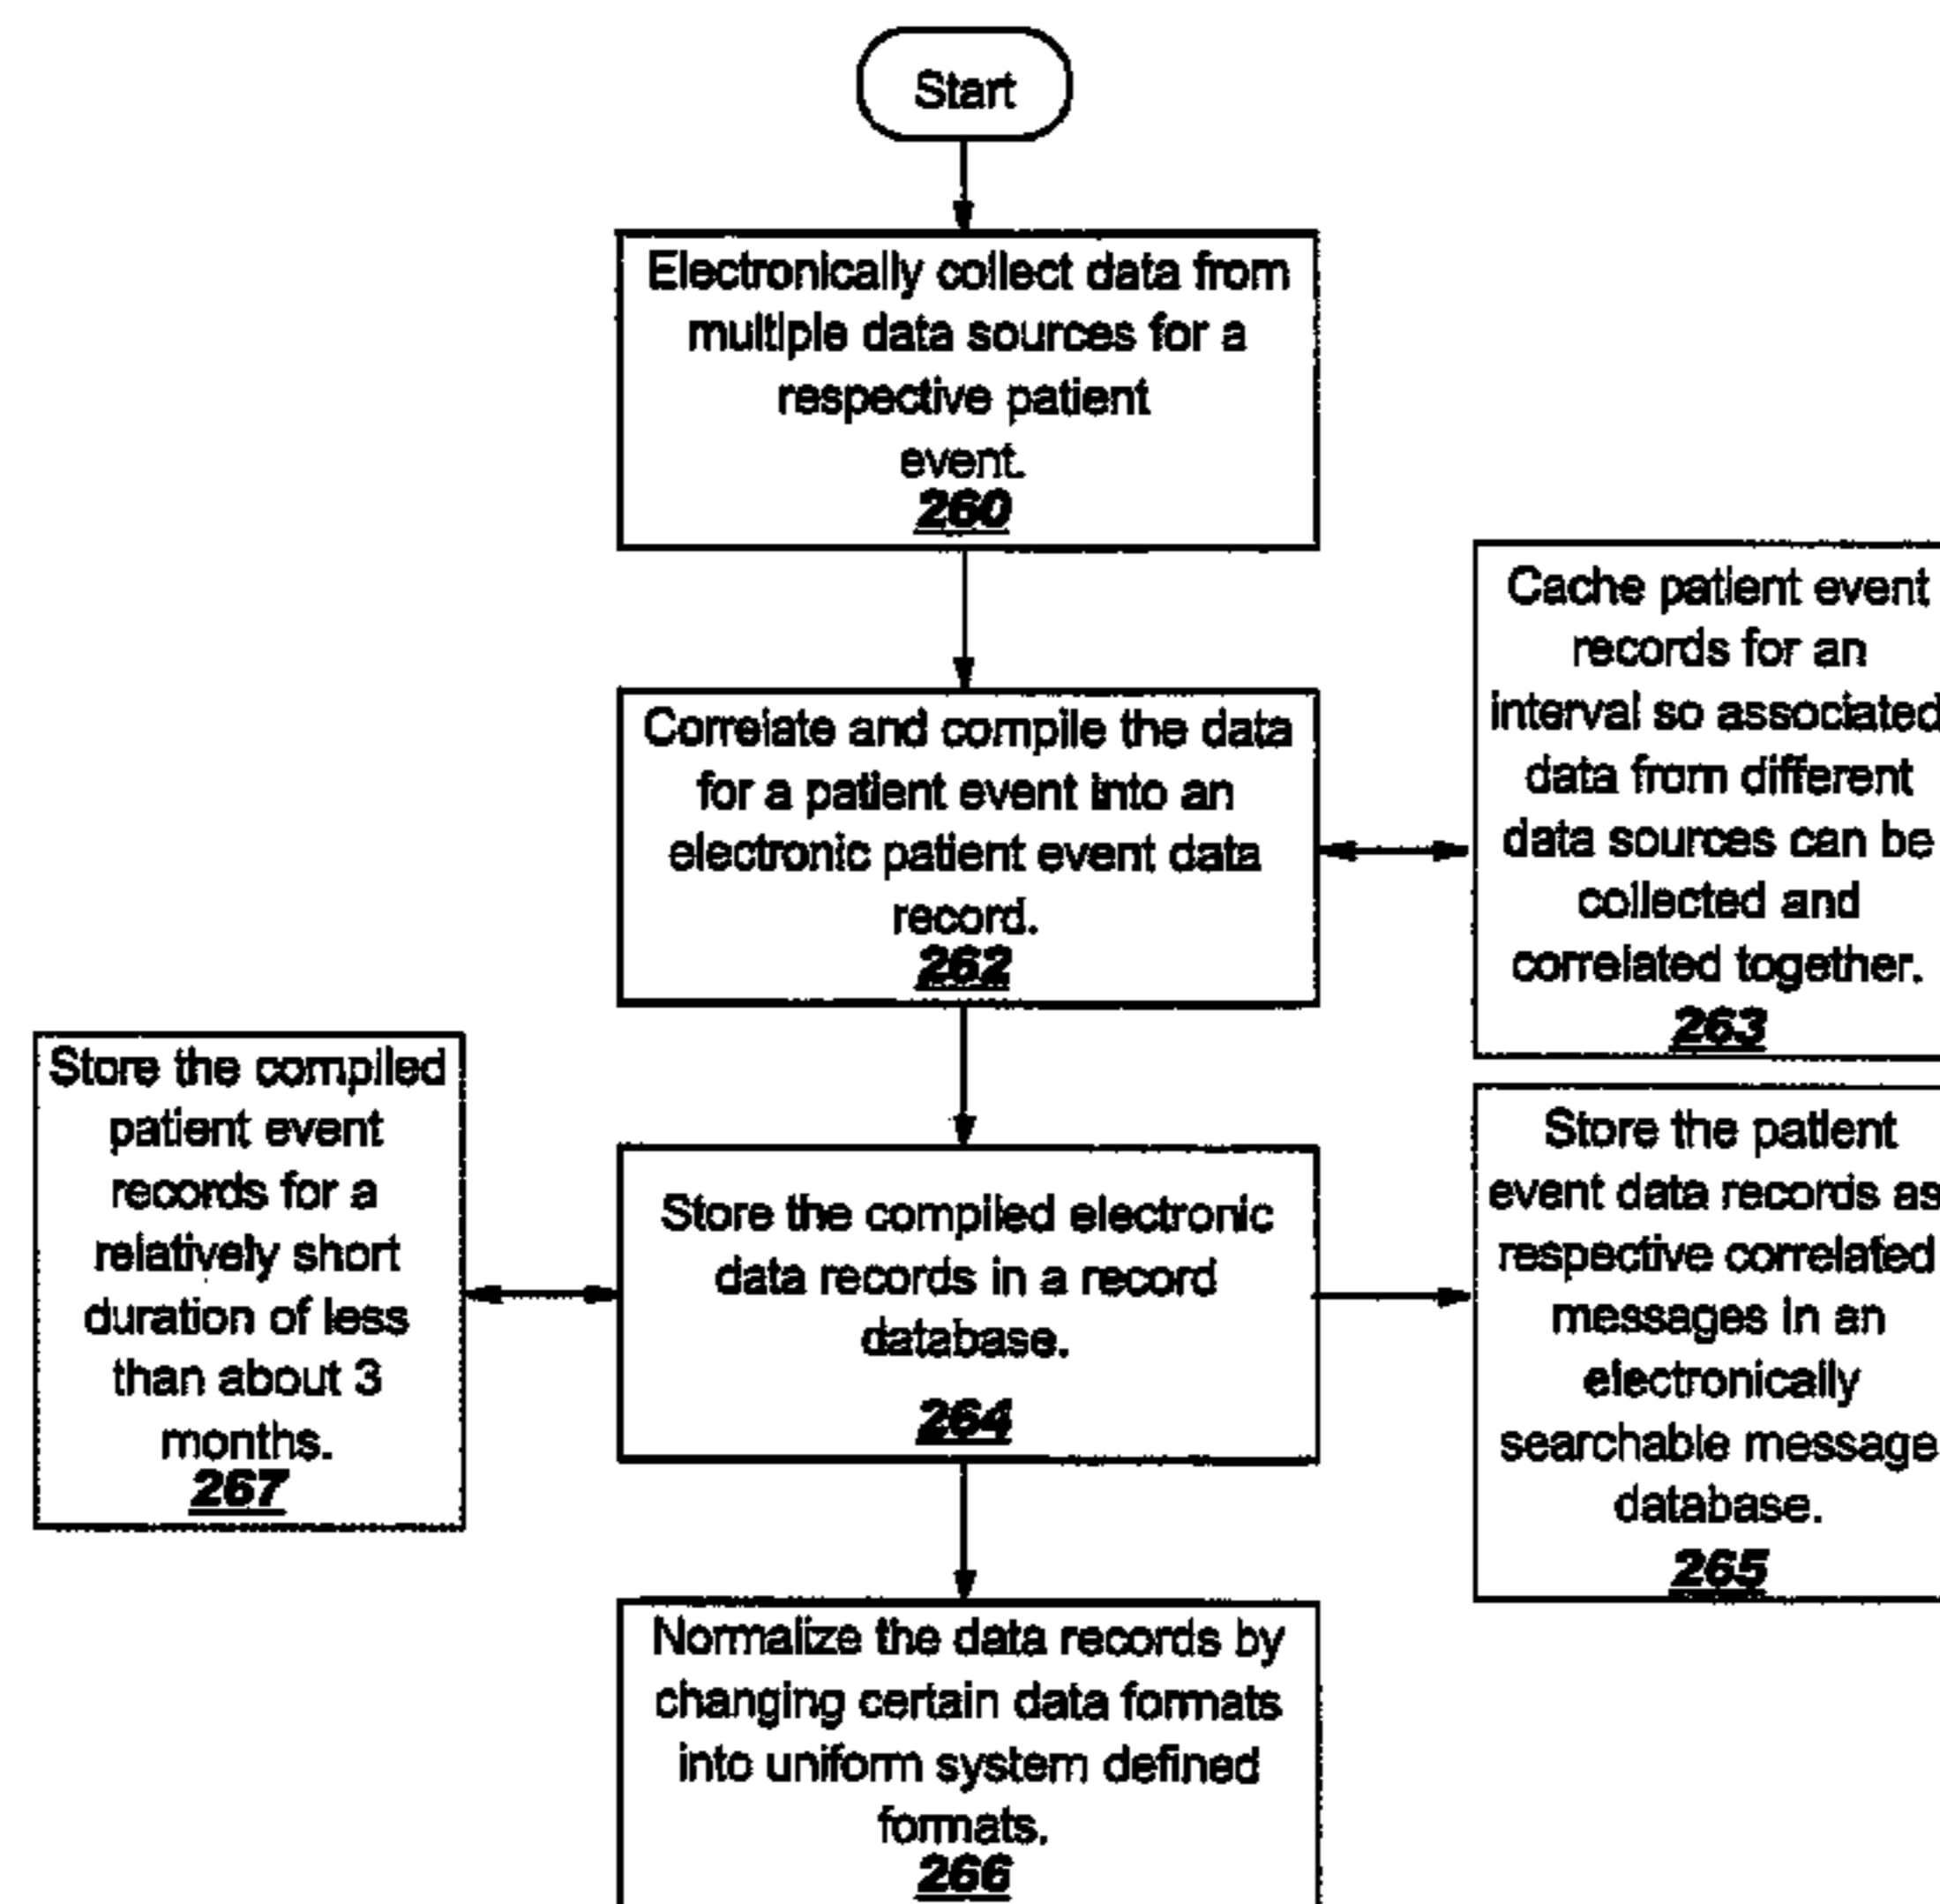 Start
Electronically collect data from
multiple data sources for a
respective patient
event.
260
Correlate and compile the data
for a patient event into an
electronic patient event data
record.
262
Cache patient event
records for an
interval so associated
data from different
data sources can be
collected and
correlated together.
263
Store the compiled
patient event
records for a
relatively short
duration of less
than about 3
months.
267
Store the compiled electronic
data records in a record
database.
264
Store the patient
event data records as
respective correlated
messages in an
electronically
searchable message
database.
265
Normalize the data records by
changing certain data formats
into uniform system defined
formats.
266